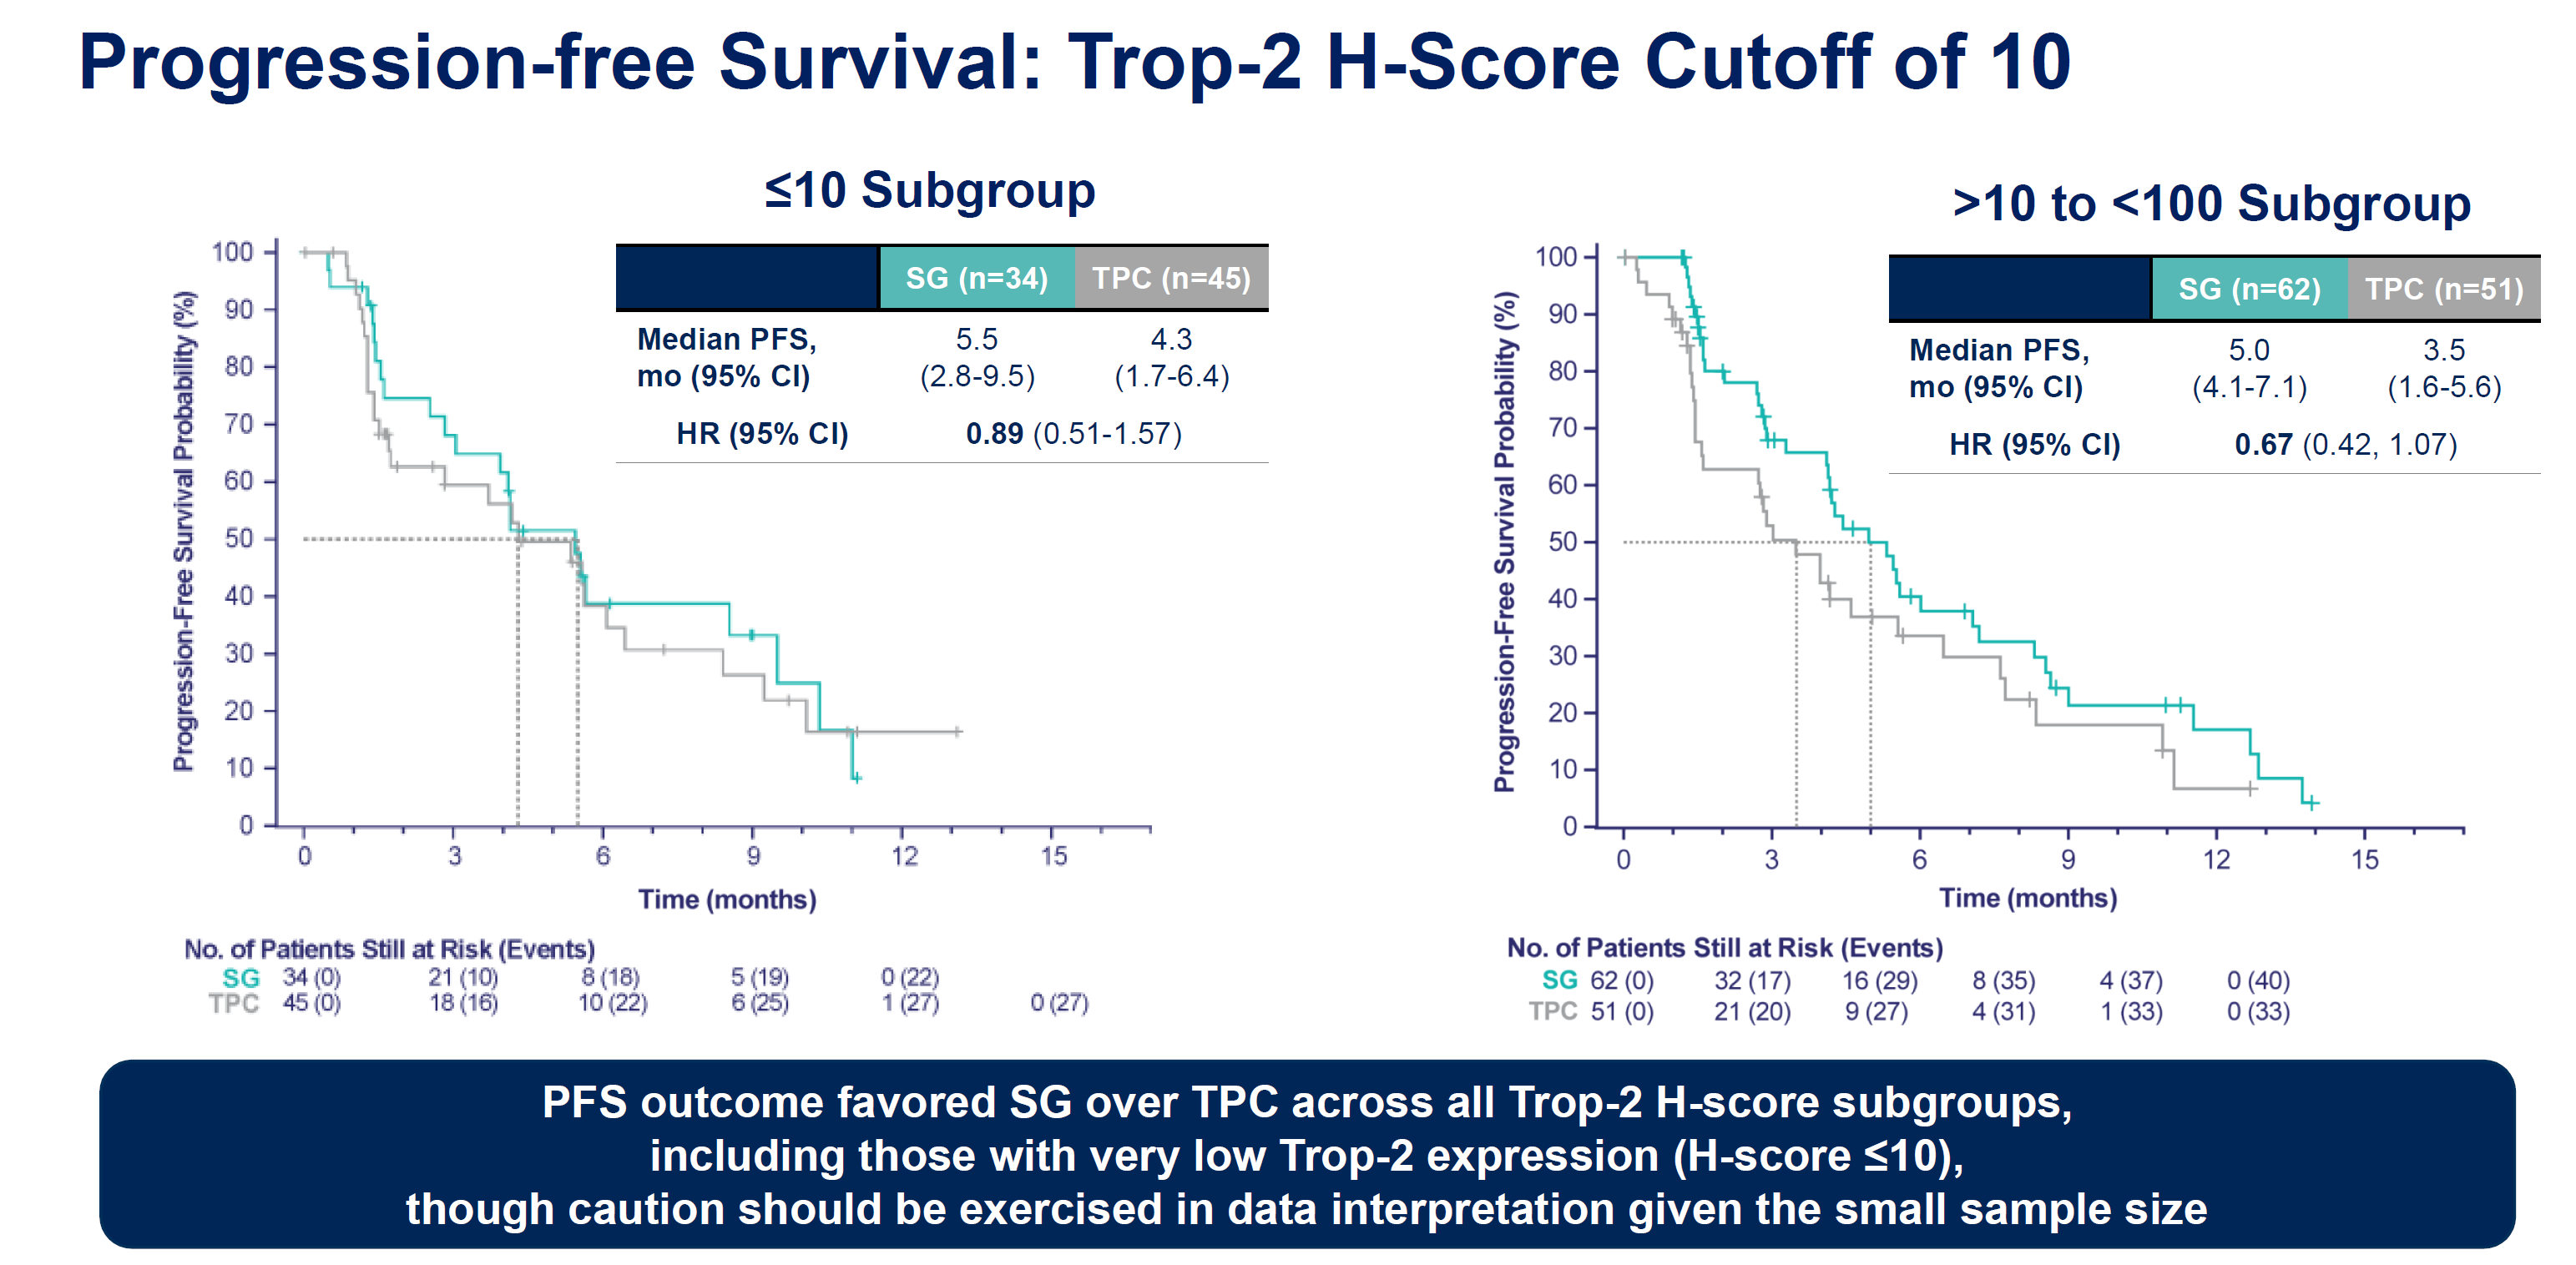 Progression-free Survival: Trop-2 H-Score Cutoff of 10
≤10 Subgroup
SG (n=34) TPC (n=45)
Median PFS, mo (95% CI) 5.5 (2.8-9.5) 4.3 (1.7-6.4)
HR (95% CI) 0.89 (0.51-1.57)
Progression-Free Survival Probability (%)
100
90
80
70
60
50
40
30
20
10
0
0 3 6 9 12 15
Time (months)
No. of Patients Still at Risk (Events)
SG 34 (0) 21 (10) 8 (18) 5 (19) 0 (22)
TPC 45 (0) 18 (16) 10 (22) 6 (25) 1 (27) 0 (27)
>10 to <100 Subgroup
SG (n=62) TPC (n=51)
Median PFS, mo (95% CI) 5.0 (4.1-7.1) 3.5 (1.6-5.6)
HR (95% CI) 0.67 (0.42, 1.07)
Progression-Free Survival Probability (%)
100
90
80
70
60
50
40
30
20
10
0
0 3 6 9 12 15
Time (months)
No. of Patients Still at Risk (Events)
SG 62 (0) 32 (17) 16 (29) 8 (35) 4 (37) 0 (40)
TPC 51 (0) 21 (20) 9 (27) 4 (31) 1 (33) 0 (33)
PFS outcome favored SG over TPC across all Trop-2 H-score subgroups,
including those with very low Trop-2 expression (H-score ≤10),
though caution should be exercised in data interpretation given the small sample size